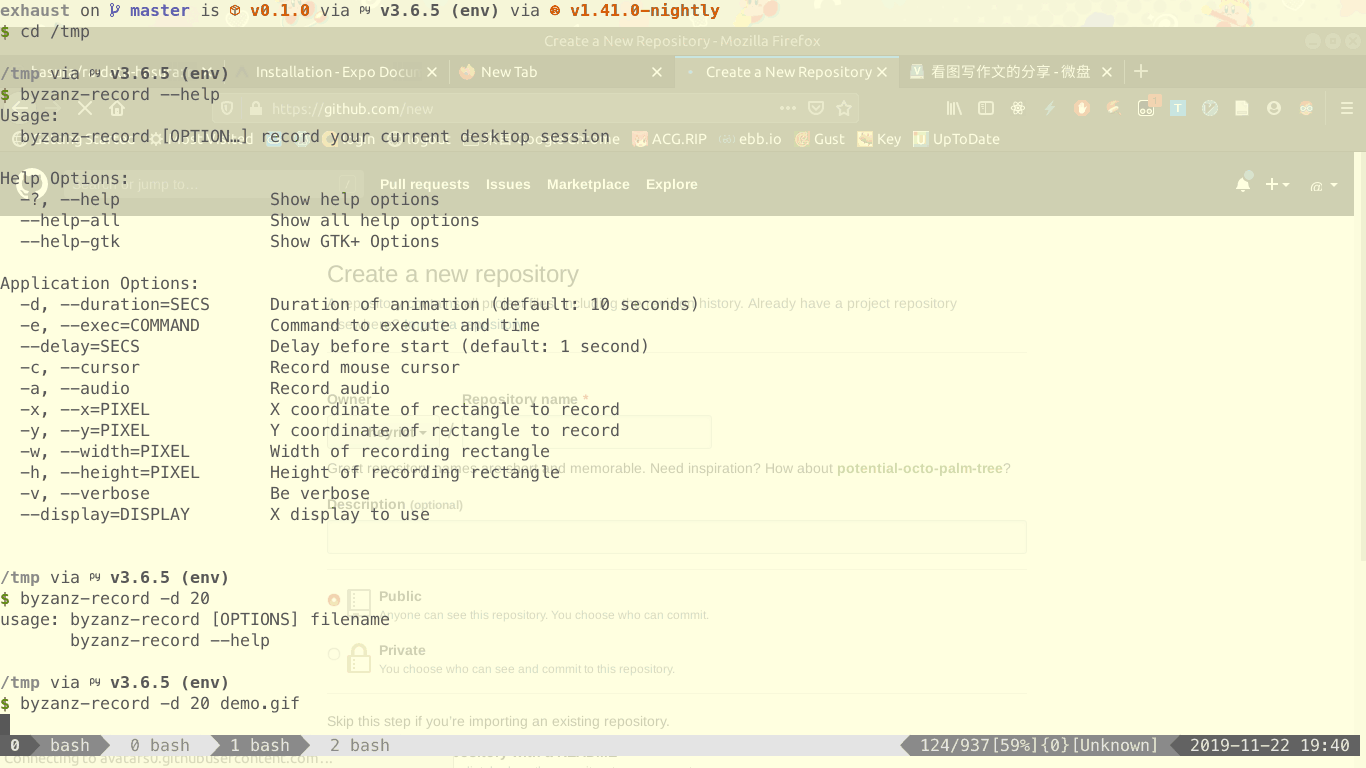 exhaust on master is v0.1.0 via py v3.6.5 (env) via v1.41.0-nightly
$ cd /tmp
Create a New Repository - Mozilla Firefox
/tmp via py v3.6.5 (env)
Installation - Expo Docu
New Tab
Create a New Repository
看图写作文的分享 - 微盘
$ byzanz-record --help
https://github.com/new
Usage:
byzanz-record [OPTION…] record your current desktop session
ACG.RIP
ebb.io
Gust
Key
UpToDate
Help Options:
Pull requests Issues Marketplace Explore
-?, --help Show help options
--help-all Show all help options
--help-gtk Show GTK+ Options
Create a new repository
Application Options:
-d, --duration=SECS Duration of animation (default: 10 seconds)
history. Already have a project repository
-e, --exec=COMMAND Command to execute and time
--delay=SECS Delay before start (default: 1 second)
-c, --cursor Record mouse cursor
-a, --audio Record audio
Owner Repository name *
-x, --x=PIXEL X coordinate of rectangle to record
-y, --y=PIXEL Y coordinate of rectangle to record
-w, --width=PIXEL Width of recording rectangle
-h, --height=PIXEL Height of recording rectangle
Great repository names are short and memorable. Need inspiration? How about potential-octo-palm-tree?
-v, --verbose Be verbose
Description (optional)
--display=DISPLAY X display to use
/tmp via py v3.6.5 (env)
$ byzanz-record -d 20
Public
Anyone can see this repository. You choose who can commit.
usage: byzanz-record [OPTIONS] filename
byzanz-record --help
Private
You choose who can see and commit to this repository.
/tmp via py v3.6.5 (env)
$ byzanz-record -d 20 demo.gif
Skip this step if you're importing an existing repository.
0 bash 0 bash 1 bash 2 bash 124/937[59%]{0}[Unknown] 2019-11-22 19:40
Connecting to avatars0.githubusercontent.com…